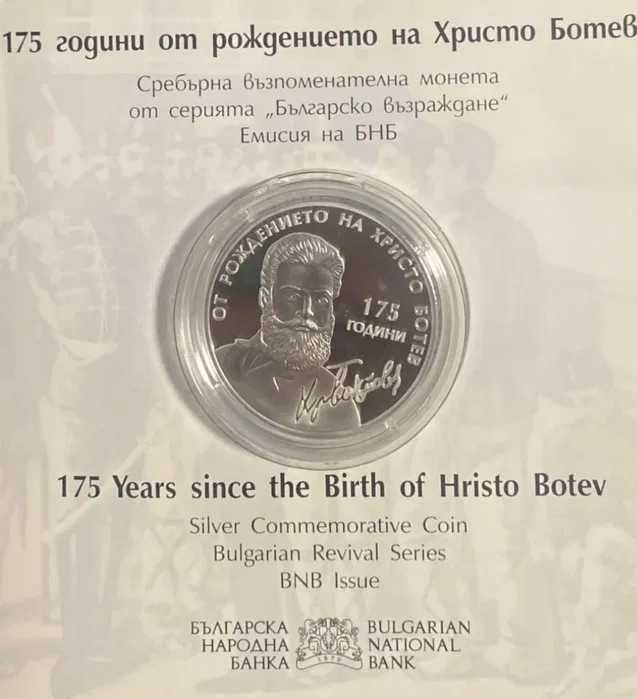 175 години от рождението на Христо Ботев
Сребърна възпоменателна монета
от серията „Българско възраждане“
Емисия на БНБ
ОТ РОЖДЕНИЕТО НА ХРИСТО БОТЕВ
175
ГОДИНИ
175 Years since the Birth of Hristo Botev
Silver Commemorative Coin
Bulgarian Revival Series
BNB Issue
БЪЛГАРСКА
НАРОДНА
БАНКА
1879
BULGARIAN
NATIONAL
BANK